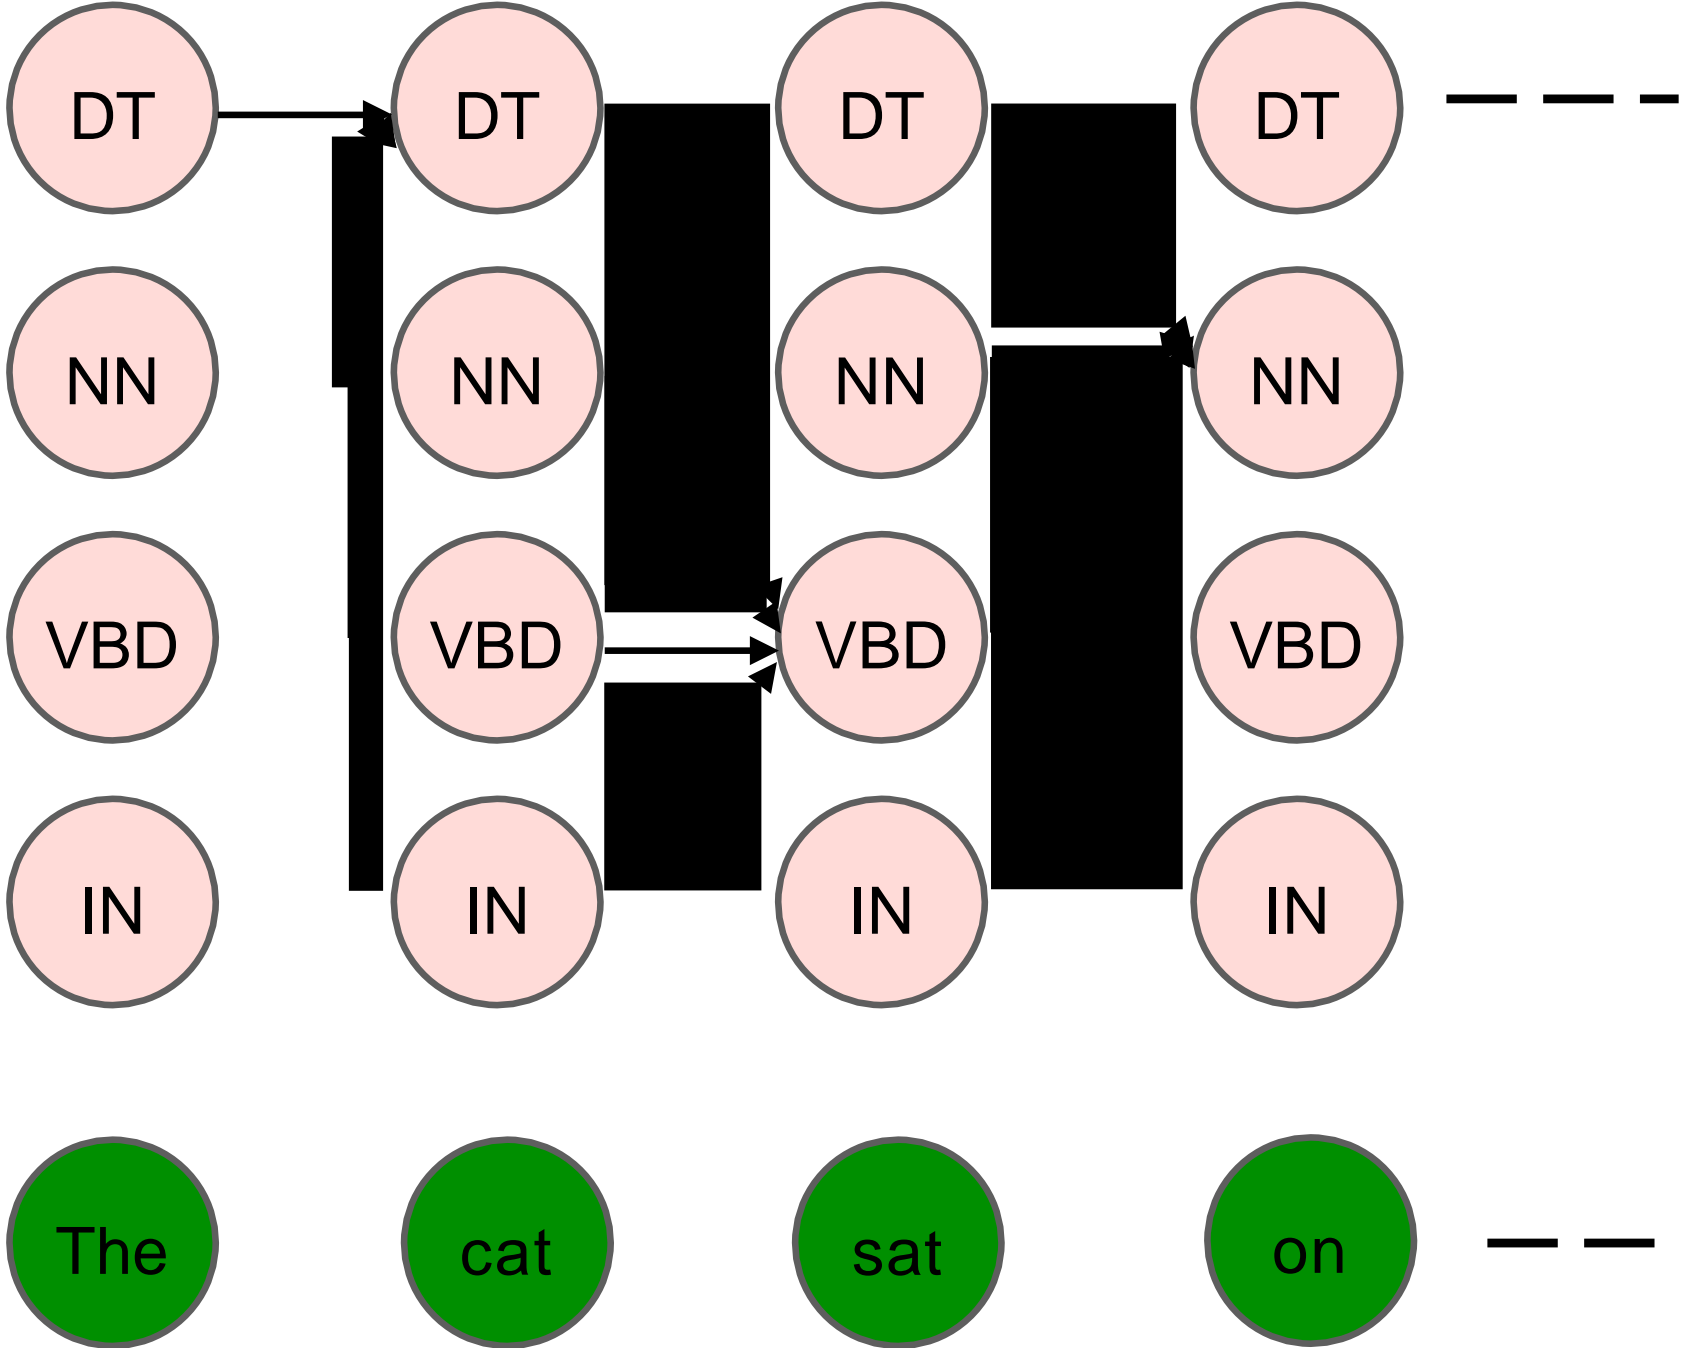 DT DT DT DT
NN NN NN NN
VBD VBD VBD VBD
IN IN IN IN
The cat sat on